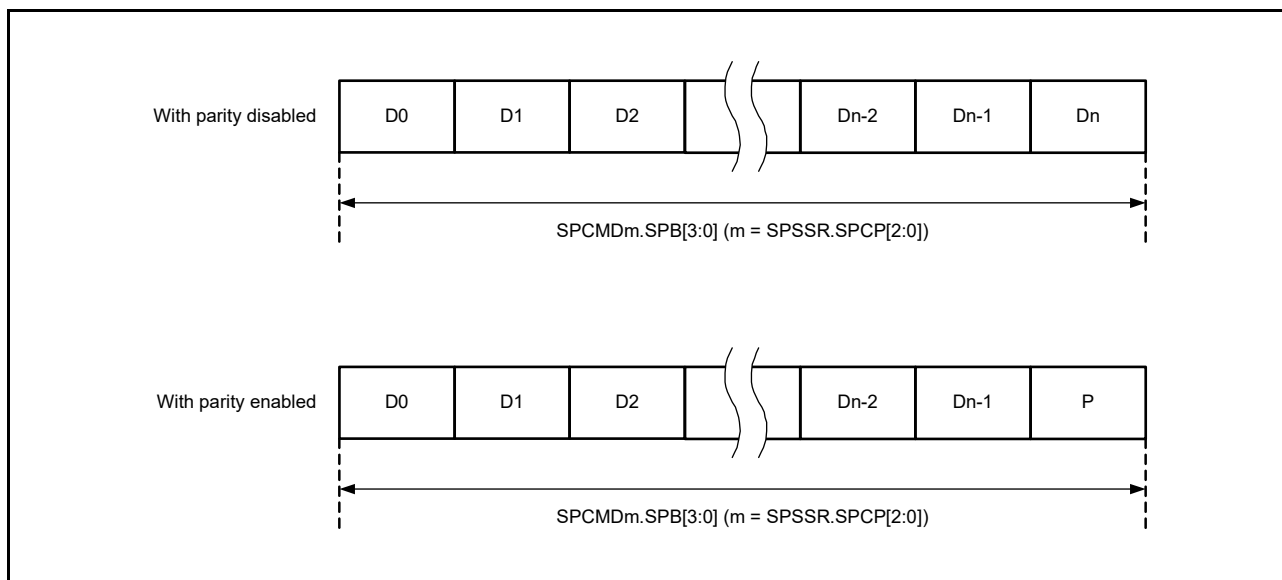 With parity disabled D0 D1 D2 Dn-2 Dn-1 Dn
SPCMDm.SPB[3:0] (m = SPSSR.SPCP[2:0])
With parity enabled D0 D1 D2 Dn-2 Dn-1 P
SPCMDm.SPB[3:0] (m = SPSSR.SPCP[2:0])